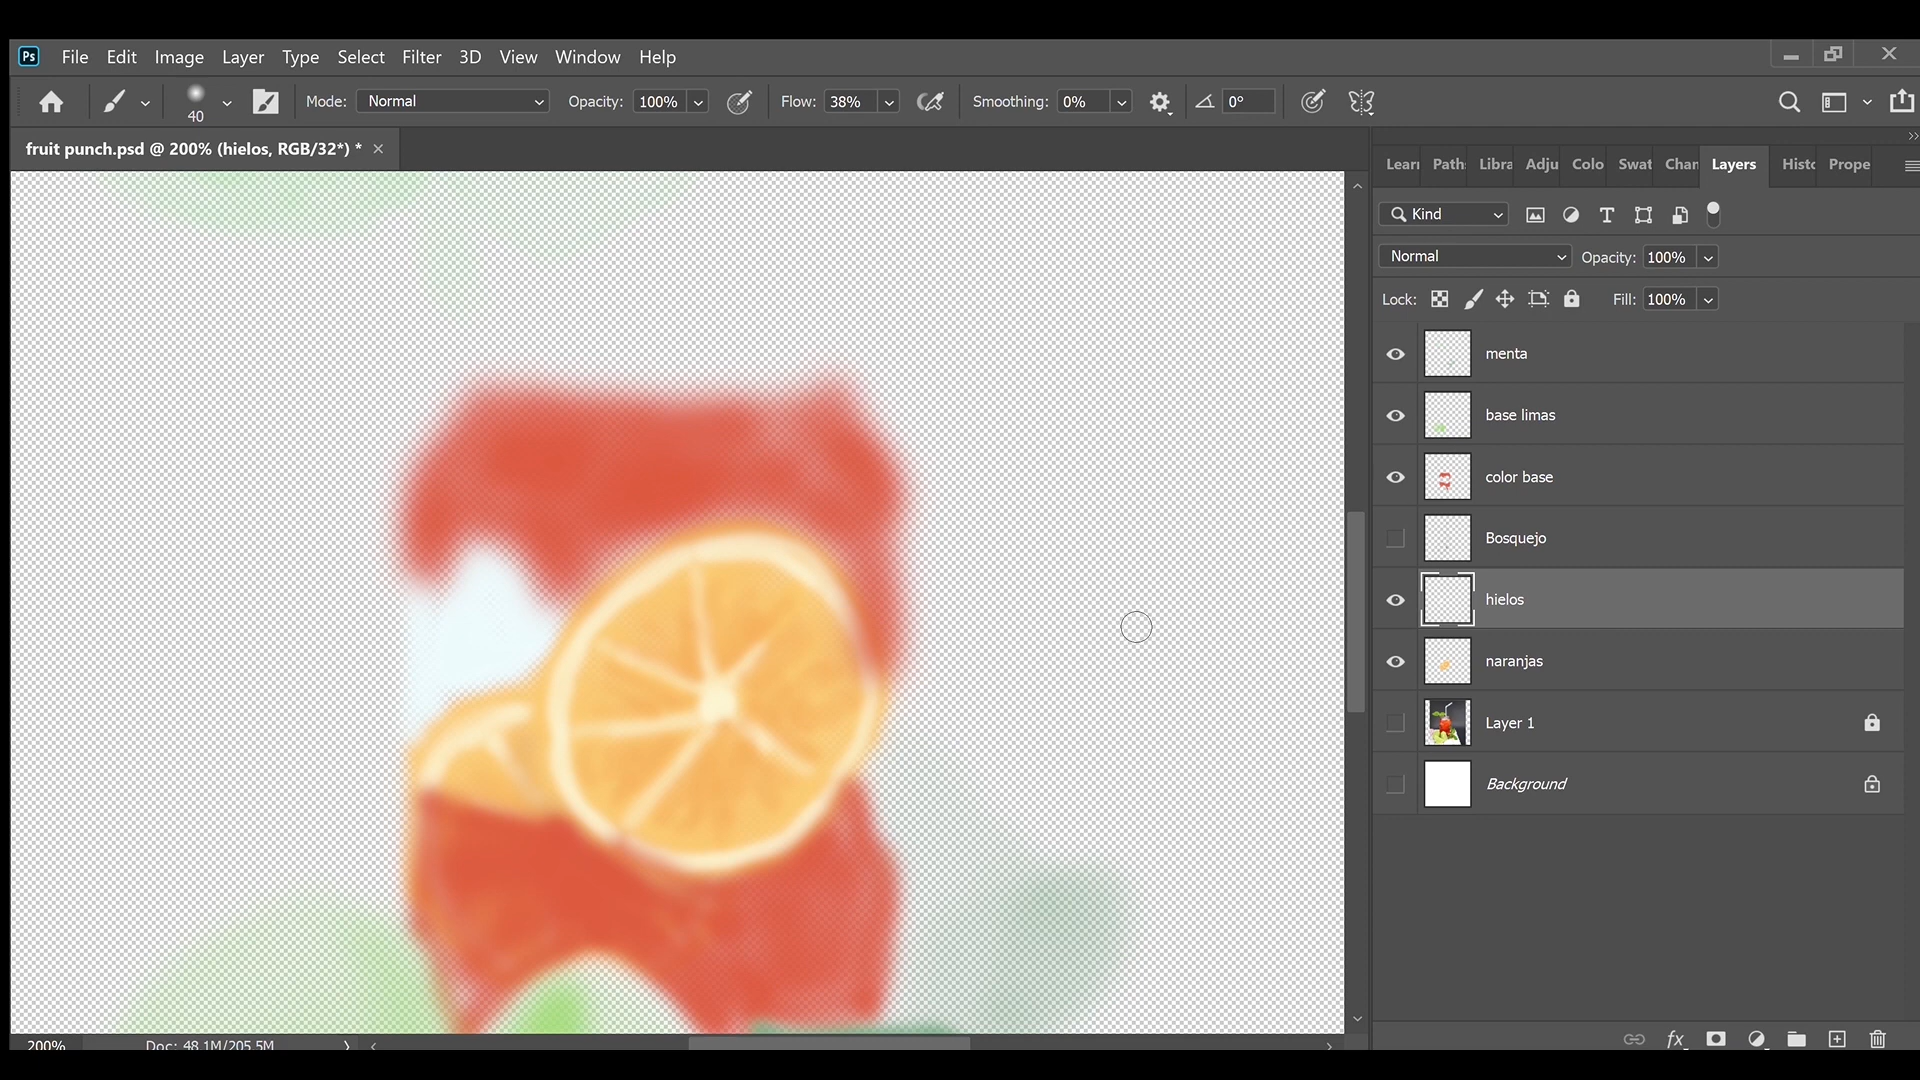 Ps File Edit Image Layer Type Select Filter 3D View Window Help
40 Mode: Normal Opacity: 100% Flow: 38% Smoothing: 0% 0°
fruit punch.psd @ 200% (hielos, RGB/32*) * ×
Learn Paths Libra Adju Colo Swat Chan Layers Histo Prope
Kind
Normal Opacity: 100%
Lock: Fill: 100%
menta
base limas
color base
Bosquejo
hielos
naranjas
Layer 1
Background
fx
200% Doc: 48.1M/205.5M